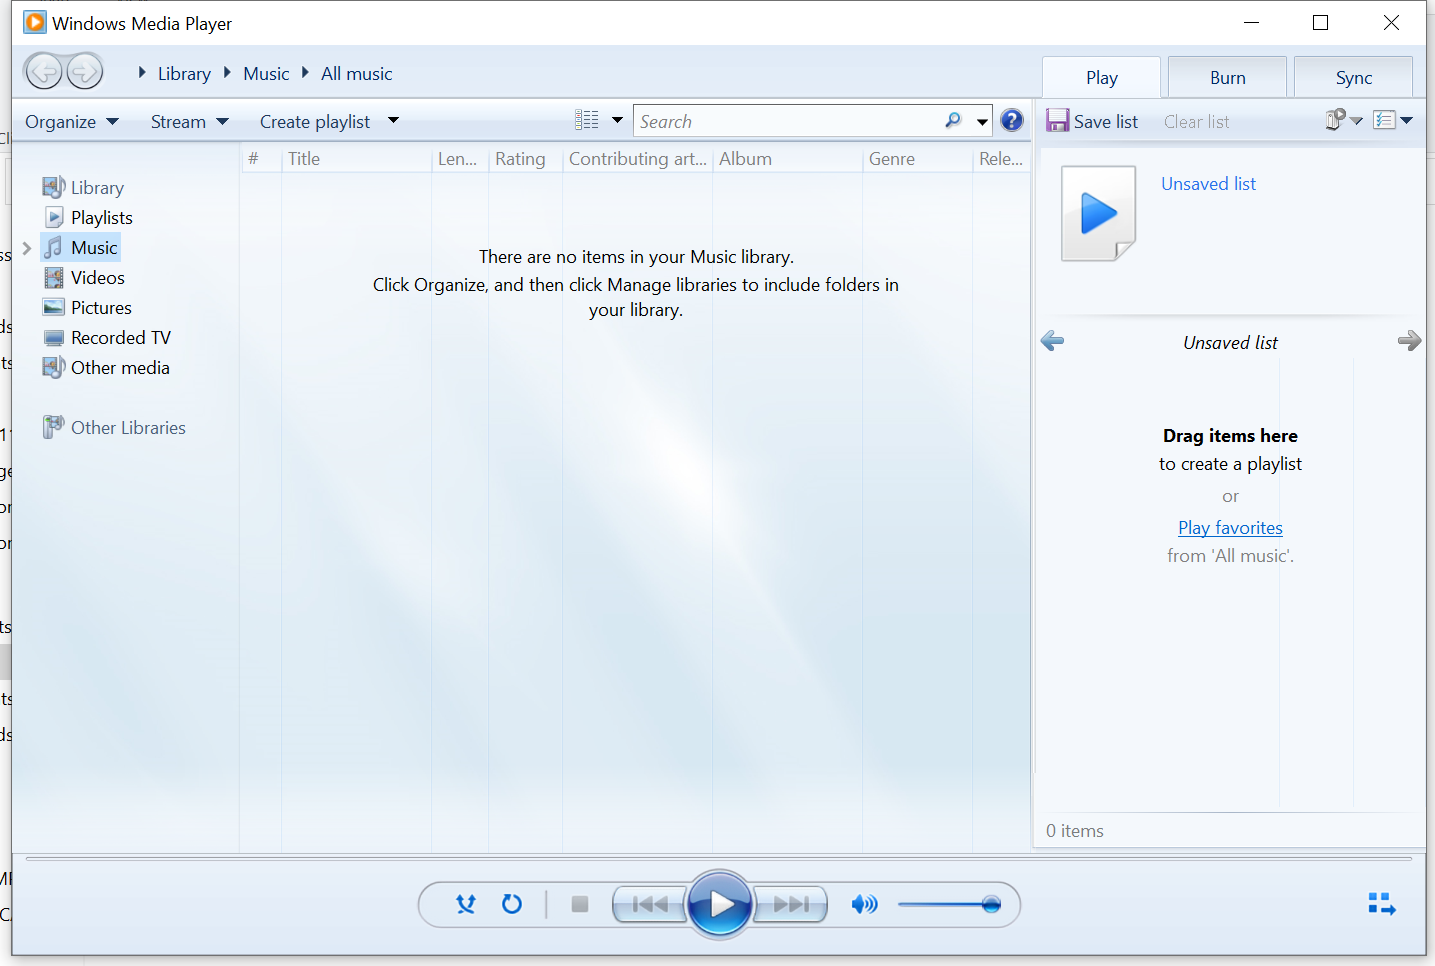 Windows Media Player
Library Music All music
Play Burn Sync
Organize Stream Create playlist Search Save list Clear list
# Title Len... Rating Contributing art... Album Genre Rele...
Library
Playlists
Music
Videos
Pictures
Recorded TV
Other media
Other Libraries
There are no items in your Music library.
Click Organize, and then click Manage libraries to include folders in
your library.
Unsaved list
Unsaved list
Drag items here
to create a playlist
or
Play favorites
from 'All music'.
0 items